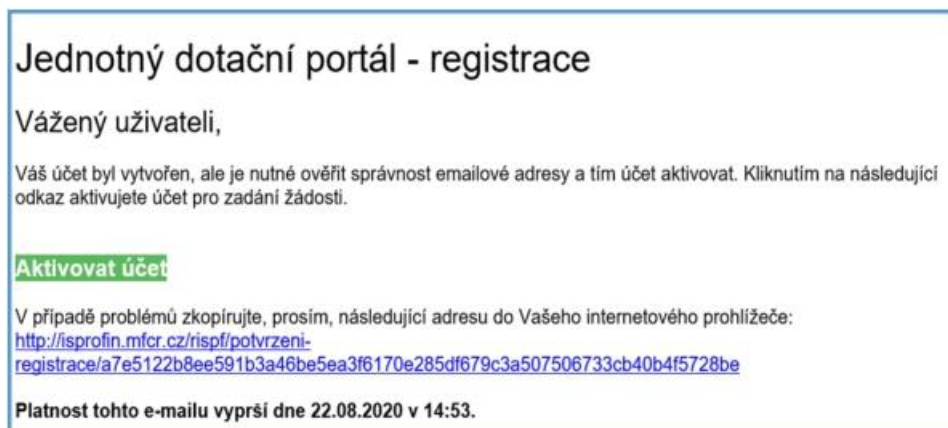 Jednotný dotační portál - registrace
Vážený uživateli,
Váš účet byl vytvořen, ale je nutné ověřit správnost emailové adresy a tím účet aktivovat. Kliknutím na následující
odkaz aktivujete účet pro zadání žádosti.
Aktivovat účet
V případě problémů zkopírujte, prosím, následující adresu do Vašeho internetového prohlížeče:
http://isprofin.mfcr.cz/rispf/potvrzeni-
registrace/a7e5122b8ee591b3a46be5ea3f6170e285df679c3a507506733cb40b4f5728be
Platnost tohto e-mailu vyprší dne 22.08.2020 v 14:53.